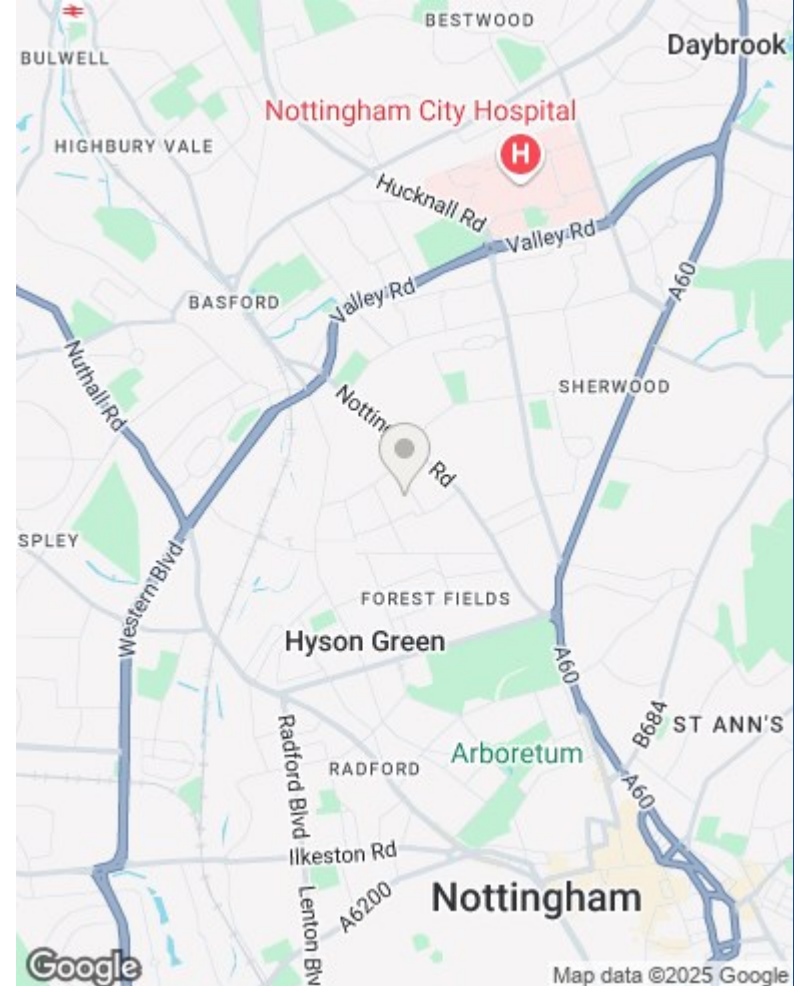 BESTWOOD
Daybrook
BULWELL
Nottingham City Hospital
H
HIGHBURY VALE
Hucknall Rd
Valley Rd
A60
Valley Rd
BASFORD
Nuthall Rd
SHERWOOD
Rd
SPLEY
Western Blvd
FOREST FIELDS
Hyson Green
A60
B684
ST ANN'S
Radford Blvd
Arboretum
RADFORD
A60
Ilkeston Rd
A6200
Lenton Blv
Nottingham
Google
Map data ©2025 Google